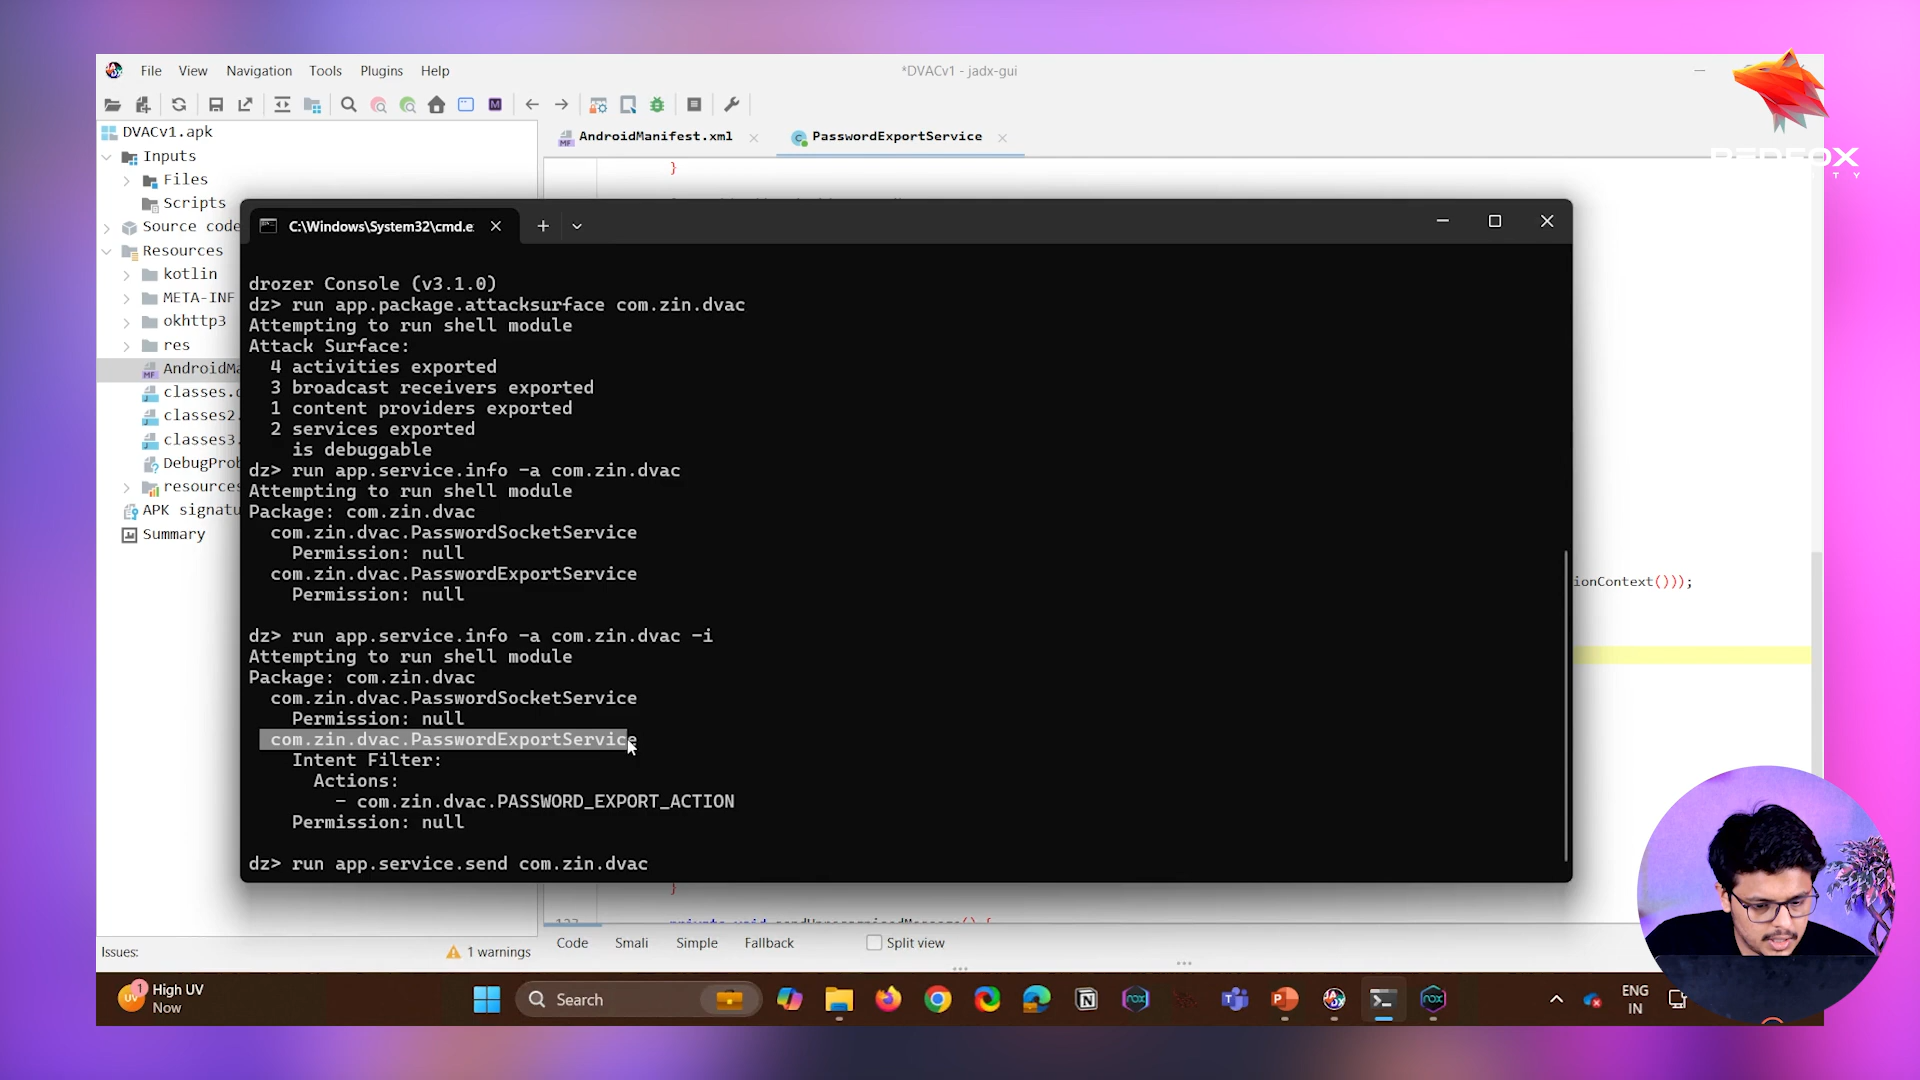 File View Navigation Tools Plugins Help
*DVACv1 - jadx-gui
DVACv1.apk
Inputs
Files
Scripts
Source code
Resources
kotlin
META-INF
okhttp3
res
AndroidMa
classes.
classes2.
classes3.
DebugProb
resources
APK signatu
Summary
AndroidManifest.xml
PasswordExportService
}
C:\Windows\System32\cmd.e
drozer Console (v3.1.0)
dz> run app.package.attacksurface com.zin.dvac
Attempting to run shell module
Attack Surface:
4 activities exported
3 broadcast receivers exported
1 content providers exported
2 services exported
is debuggable
dz> run app.service.info -a com.zin.dvac
Attempting to run shell module
Package: com.zin.dvac
com.zin.dvac.PasswordSocketService
Permission: null
com.zin.dvac.PasswordExportService
Permission: null
dz> run app.service.info -a com.zin.dvac -i
Attempting to run shell module
Package: com.zin.dvac
com.zin.dvac.PasswordSocketService
Permission: null
com.zin.dvac.PasswordExportService
Intent Filter:
Actions:
- com.zin.dvac.PASSWORD_EXPORT_ACTION
Permission: null
dz> run app.service.send com.zin.dvac
ionContext()));
}
Code Smali Simple Fallback
Split view
Issues:
1 warnings
REDFOX
High UV
Now
Search
ENG
IN